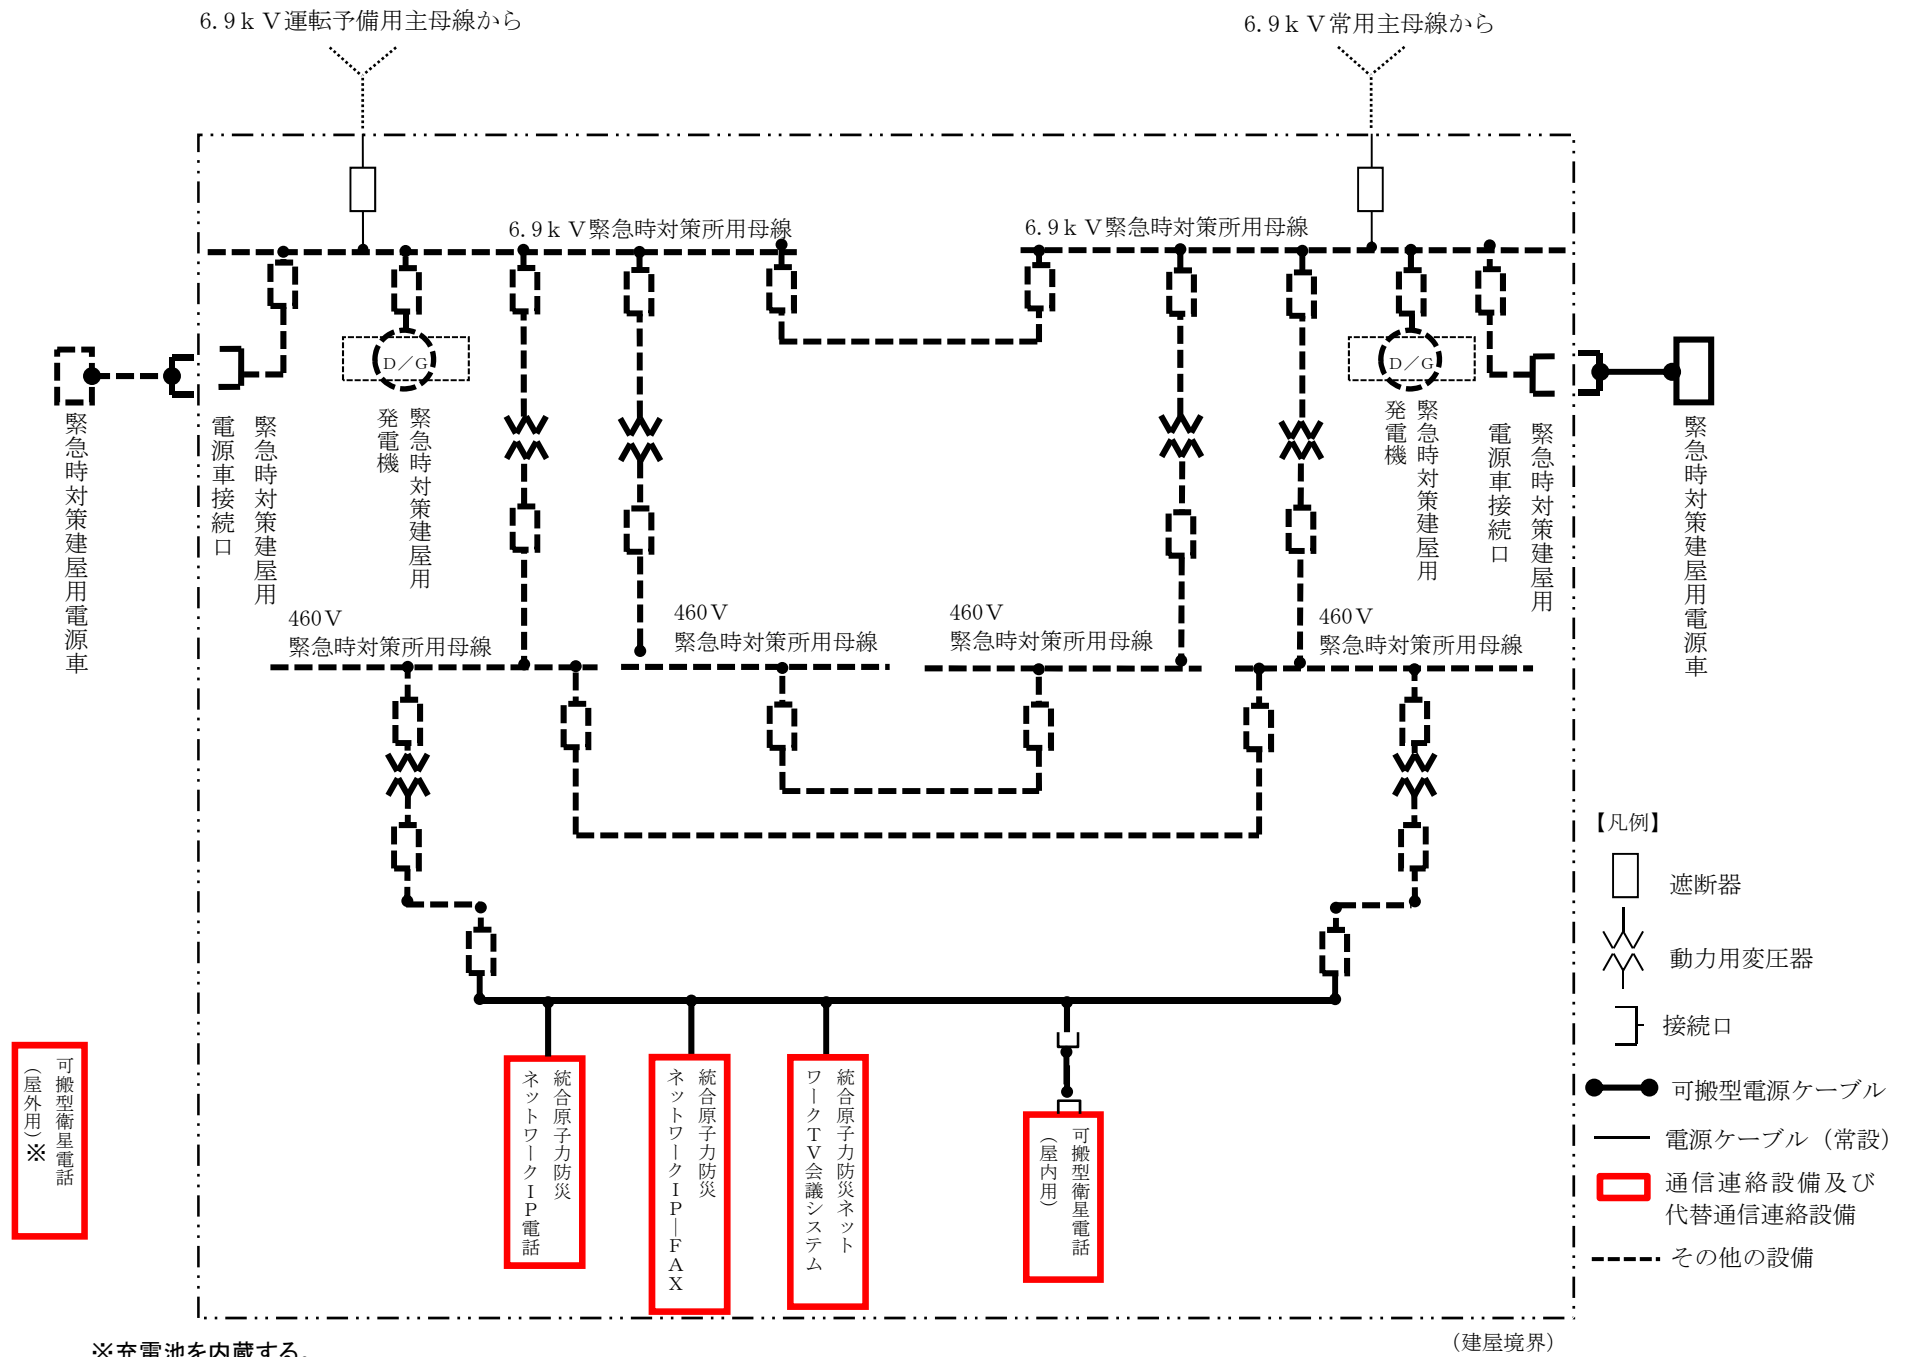 6.9kV運転予備用主母線から
6.9kV常用主母線から
6.9kV緊急時対策所用母線
6.9kV緊急時対策所用母線
D/G
D/G
緊急時対策建屋用電源車
緊急時対策建屋用
電源車接続口
緊急時対策建屋用
発電機
緊急時対策建屋用
発電機
緊急時対策建屋用
電源車接続口
緊急時対策建屋用電源車
460V
緊急時対策所用母線
460V
緊急時対策所用母線
460V
緊急時対策所用母線
460V
緊急時対策所用母線
【凡例】
遮断器
動力用変圧器
接続口
可搬型電源ケーブル
電源ケーブル（常設）
通信連絡設備及び
代替通信連絡設備
その他の設備
可搬型衛星電話
（屋外用）※
統合原子力防災
ネットワークIP電話
統合原子力防災
ネットワークIP―FAX
統合原子力防災ネット
ワークTV会議システム
可搬型衛星電話
（屋内用）
（建屋境界）
※充電池を内蔵する。